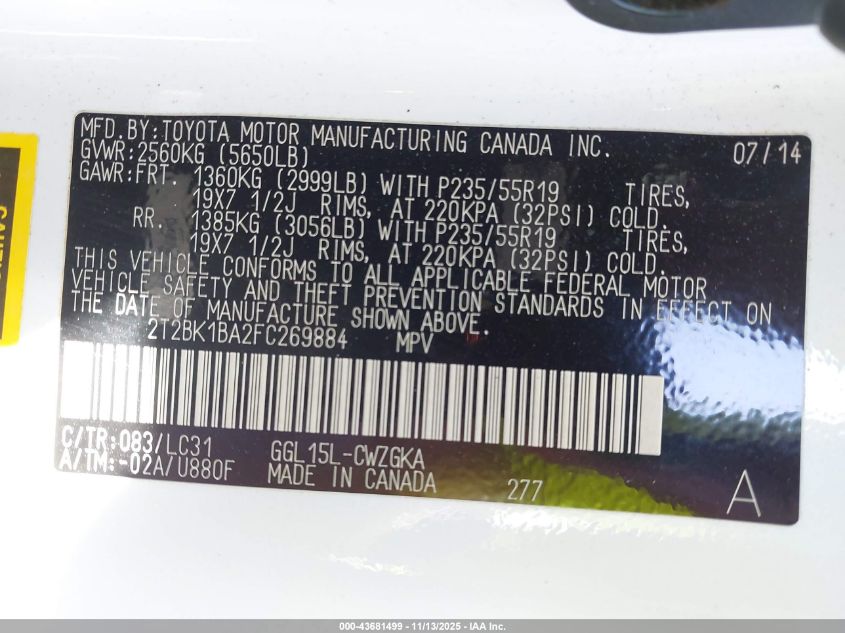 MFD.BY:TOYOTA MOTOR MANUFACTURING CANADA INC. 07/14
GVWR:2560KG (5650LB)
GAWR:FRT. 1360KG (2999LB) WITH P235/55R19 TIRES,
19X7 1/2J RIMS, AT 220KPA (32PSI) COLD.
RR. 1385KG (3056LB) WITH P235/55R19 TIRES,
19X7 1/2J RIMS, AT 220KPA (32PSI) COLD.
THIS VEHICLE CONFORMS TO ALL APPLICABLE FEDERAL MOTOR
VEHICLE SAFETY AND THEFT PREVENTION STANDARDS IN EFFECT ON
THE DATE OF MANUFACTURE SHOWN ABOVE.
2T2BK1BA2FC269884 MPV
C/TR:083/LC31 GGL15L-CWZGKA
A/TM:-02A/U880F MADE IN CANADA 277 A
000-43681499 - 11/13/2025 - IAA Inc.